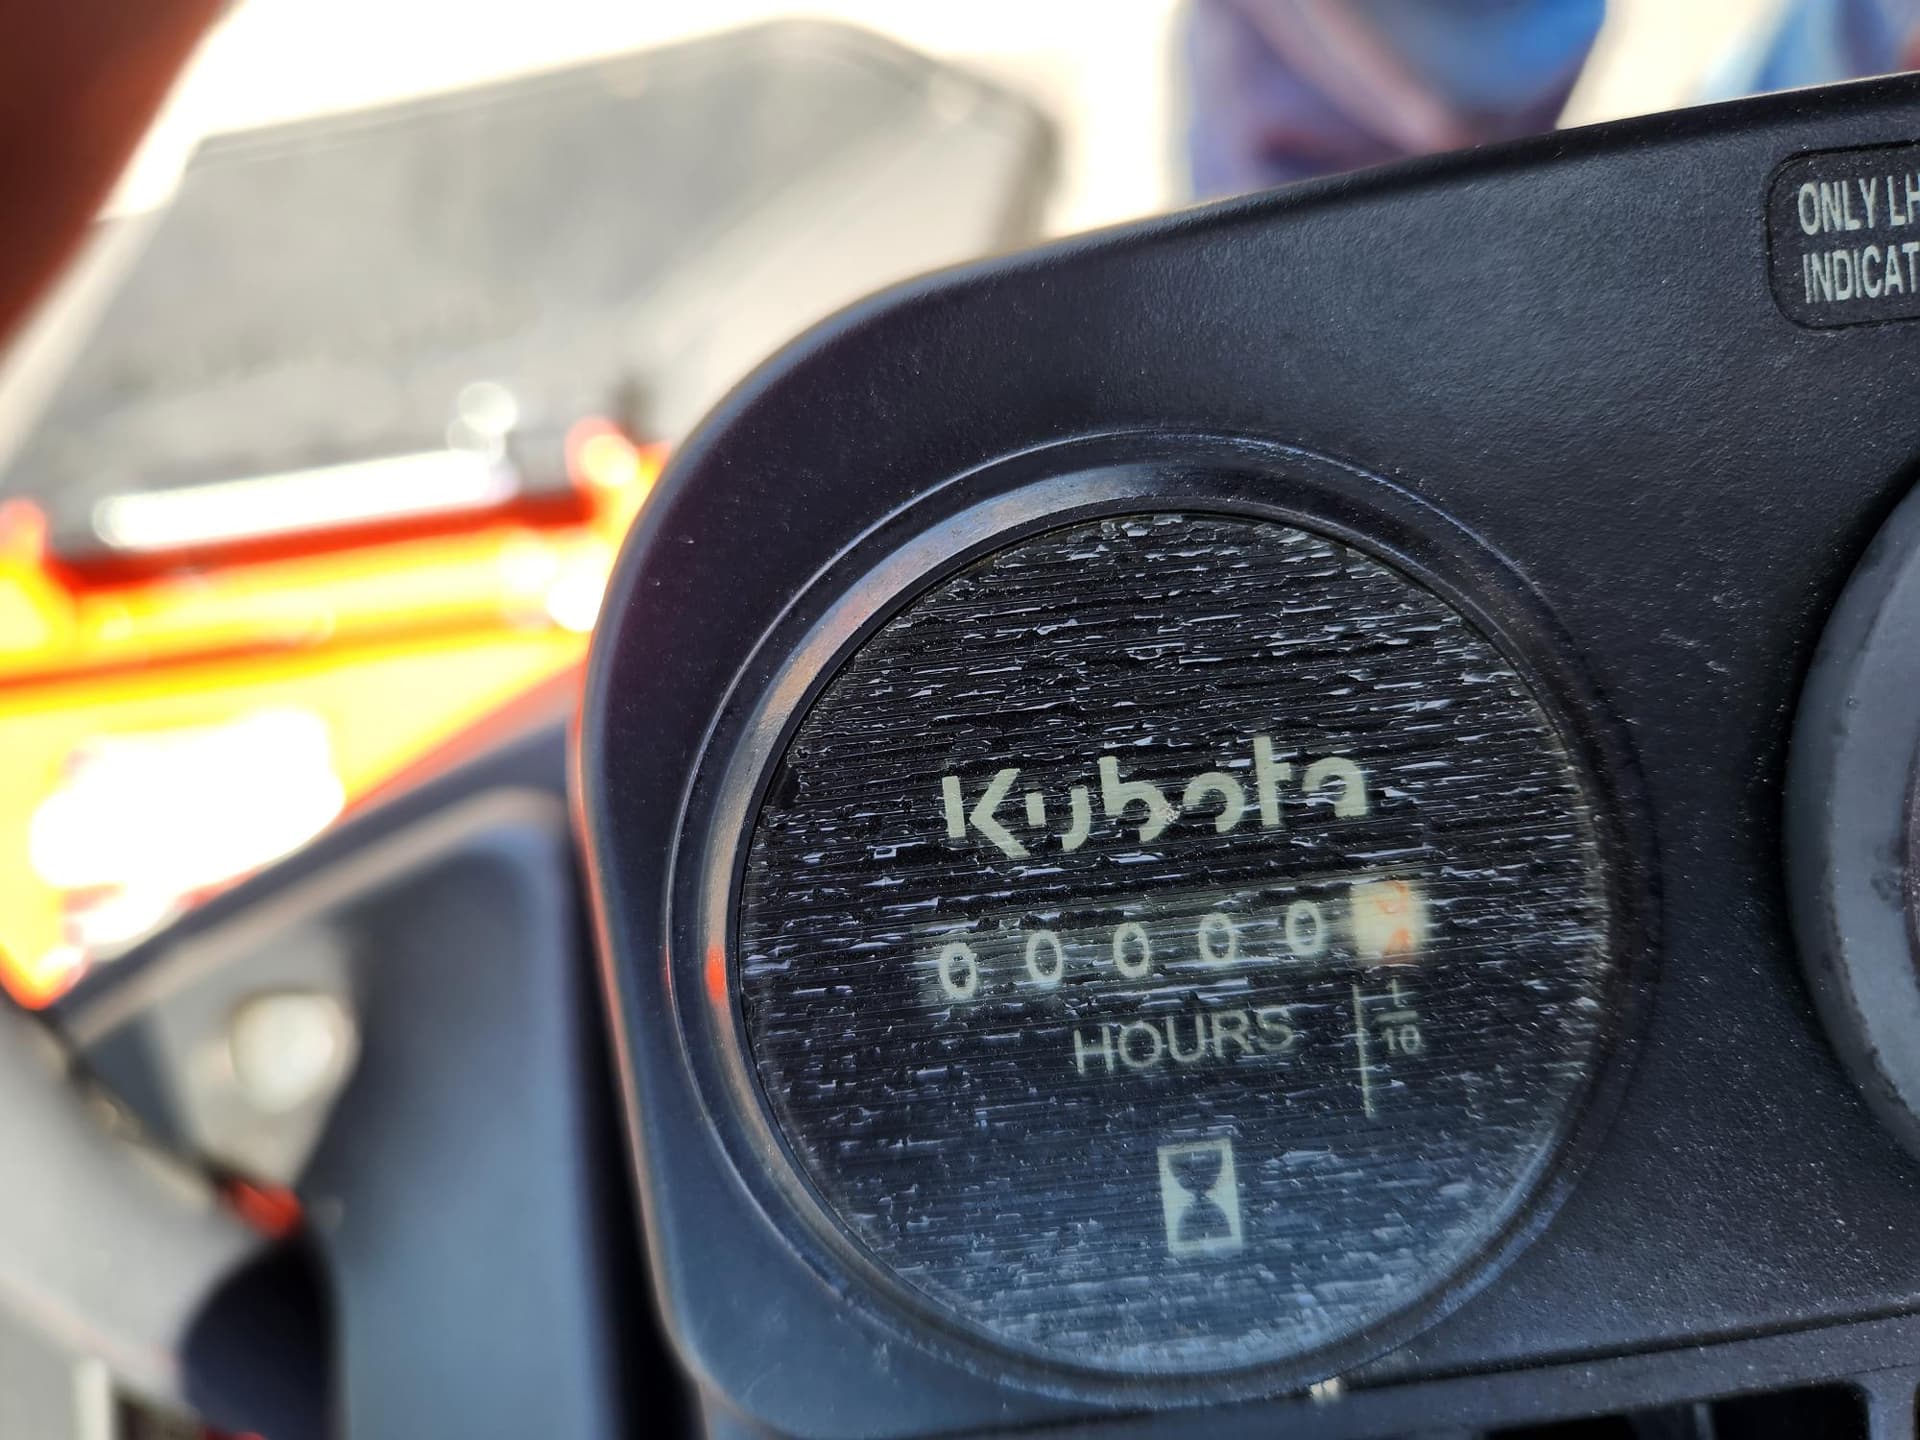 ONLY LH
INDICAT
Kubota
00000
HOURS
1/10